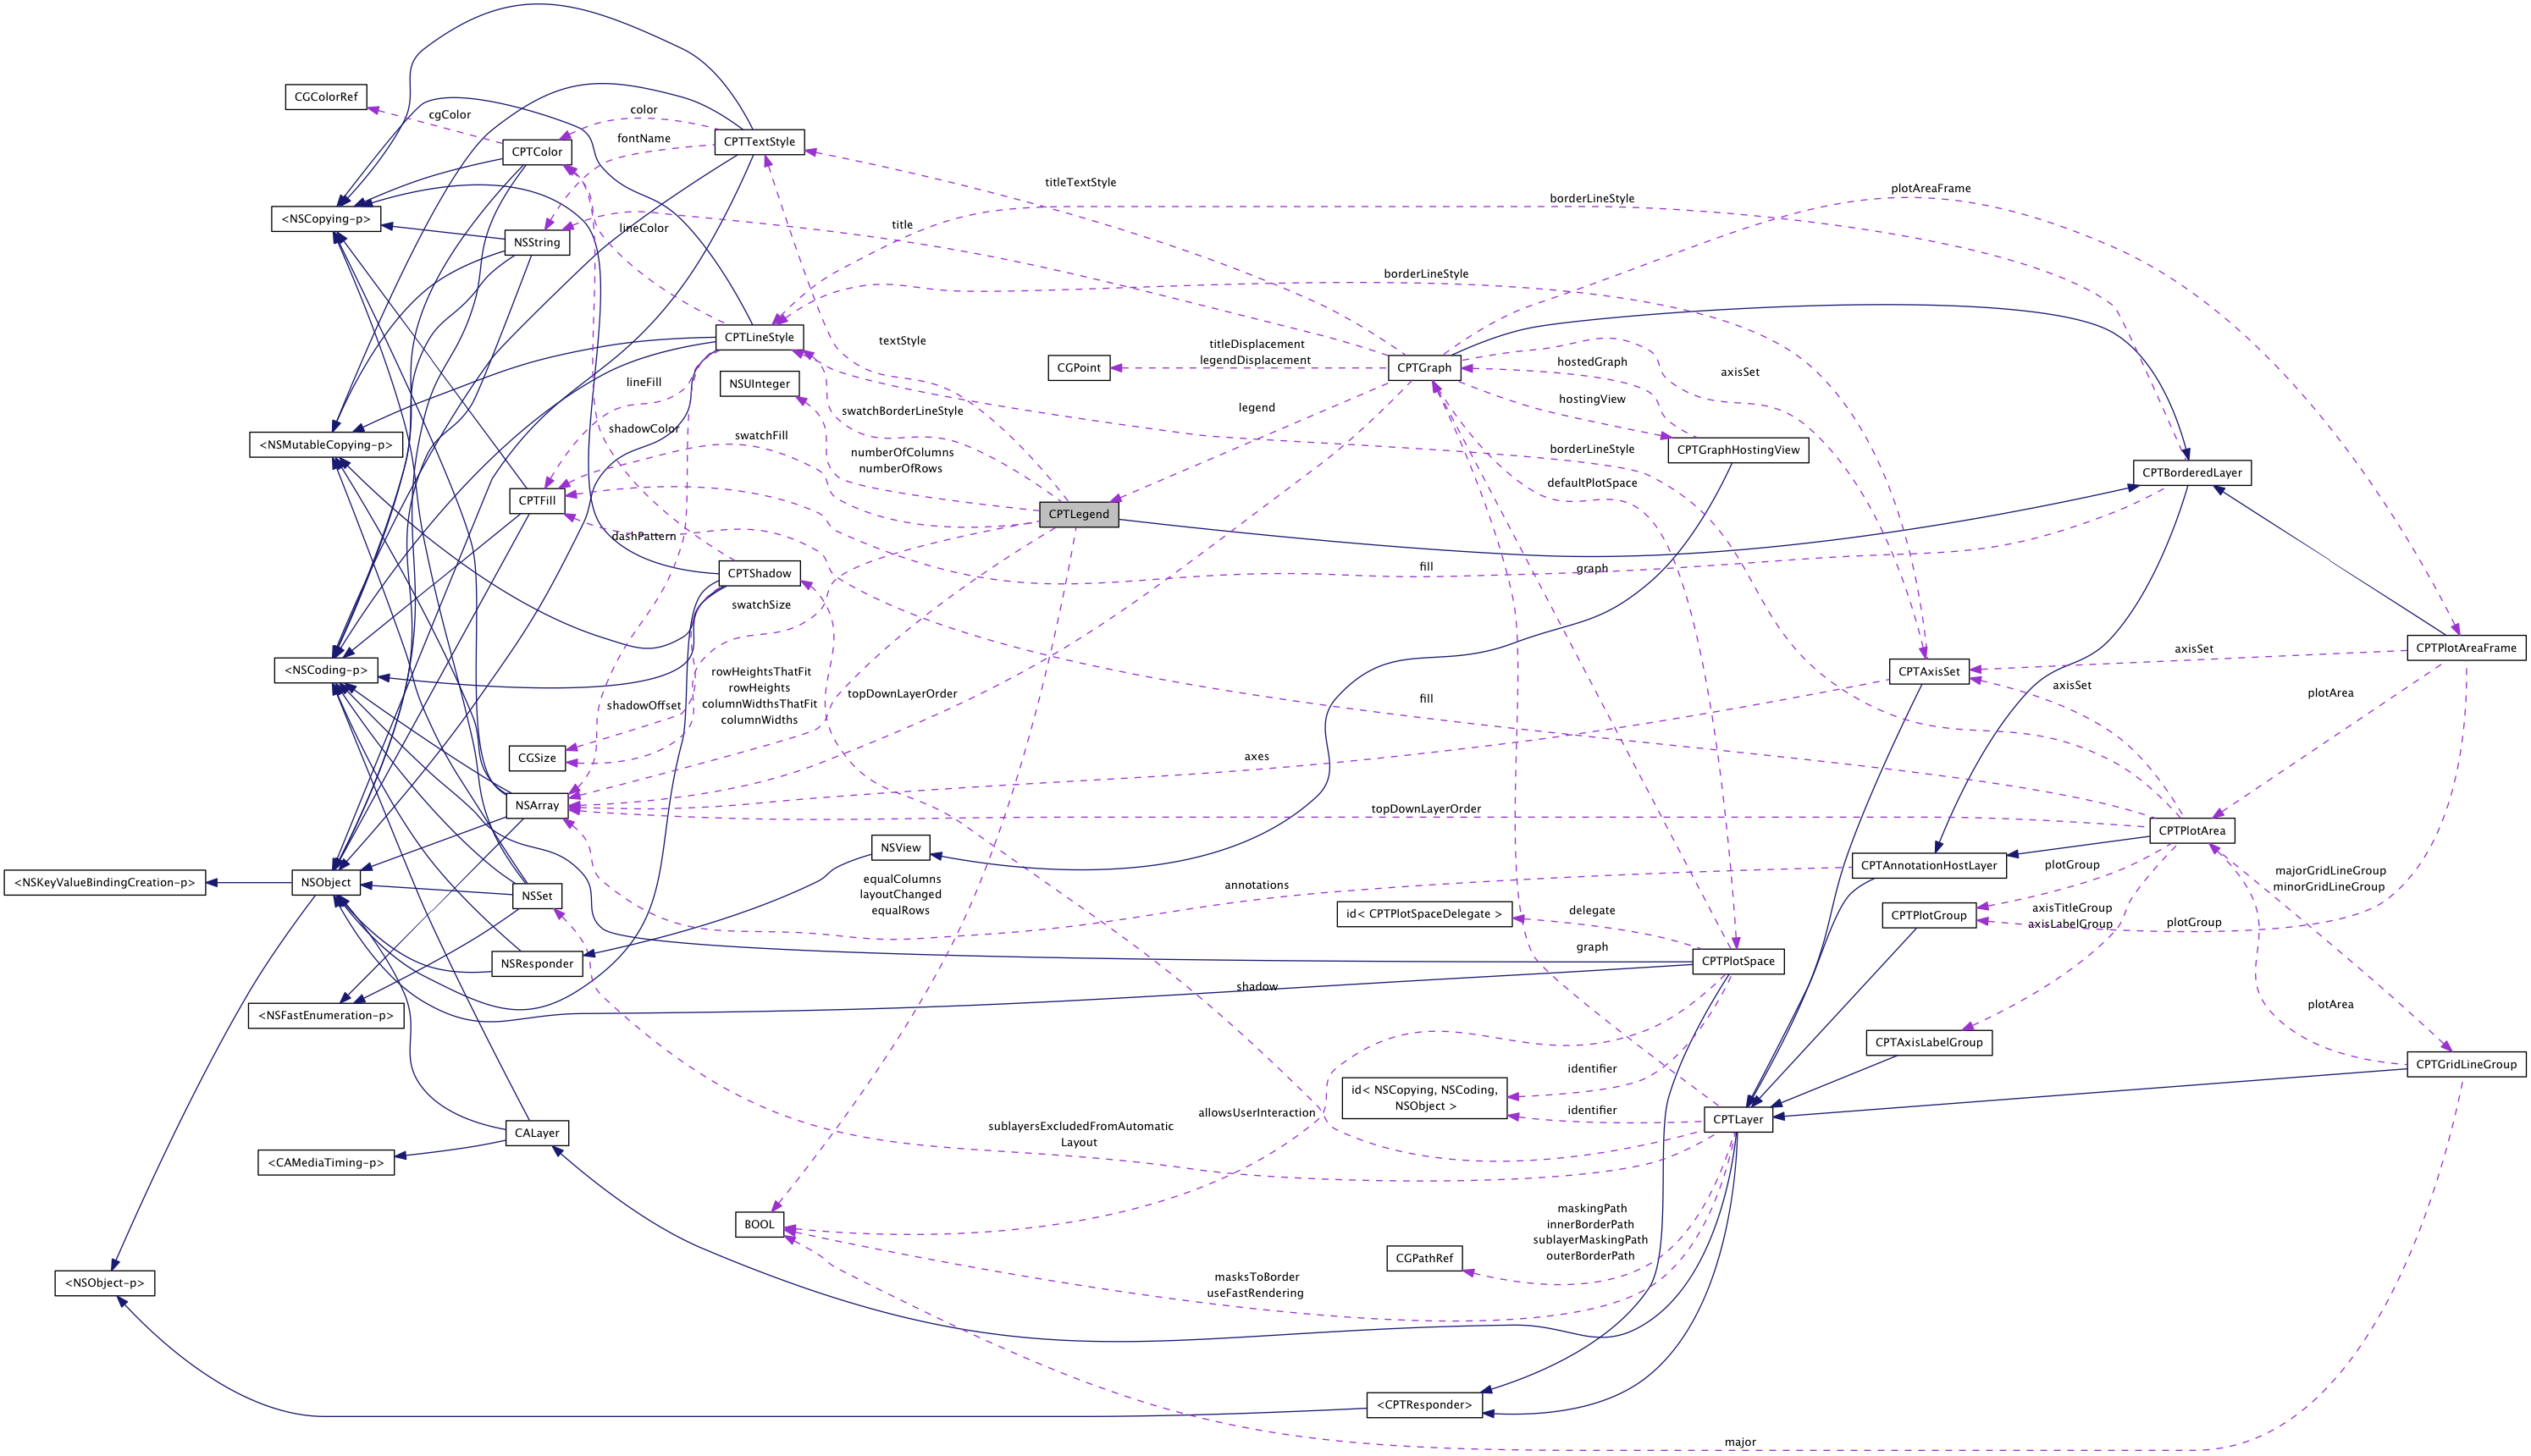 CGColorRef
cgColor
color
fontName
CPTTextStyle
CPTColor
titleTextStyle
plotAreaFrame
borderLineStyle
<NSCopying-p>
NSString
lineColor
title
borderLineStyle
CPTLineStyle
textStyle
titleDisplacement
legendDisplacement
CGPoint
CPTGraph
hostedGraph
axisSet
NSUInteger
lineFill
hostingView
legend
swatchBorderLineStyle
shadowColor
swatchFill
<NSMutableCopying-p>
numberOfColumns
numberOfRows
borderLineStyle
CPTGraphHostingView
CPTBorderedLayer
defaultPlotSpace
CPTFill
CPTLegend
dashPattern
CPTShadow
fill
graph
swatchSize
CPTPlotAreaFrame
axisSet
<NSCoding-p>
CPTAxisSet
axisSet
plotArea
rowHeightsThatFit
rowHeights
columnWidthsThatFit
columnWidths
topDownLayerOrder
shadowOffset
fill
CGSize
axes
NSArray
topDownLayerOrder
CPTPlotArea
NSView
CPTAnnotationHostLayer
plotGroup
majorGridLineGroup
minorGridLineGroup
<NSKeyValueBindingCreation-p>
NSObject
NSSet
equalColumns
layoutChanged
equalRows
annotations
id< CPTPlotSpaceDelegate >
delegate
CPTPlotGroup
axisTitleGroup
axisLabelGroup
plotGroup
graph
NSResponder
CPTPlotSpace
shadow
<NSFastEnumeration-p>
plotArea
CPTAxisLabelGroup
CPTGridLineGroup
identifier
id< NSCopying, NSCoding,
NSObject >
identifier
allowsUserInteraction
CPTLayer
sublayersExcludedFromAutomatic
Layout
CALayer
<CAMediaTiming-p>
BOOL
maskingPath
innerBorderPath
sublayerMaskingPath
outerBorderPath
CGPathRef
masksToBorder
useFastRendering
<NSObject-p>
<CPTResponder>
major